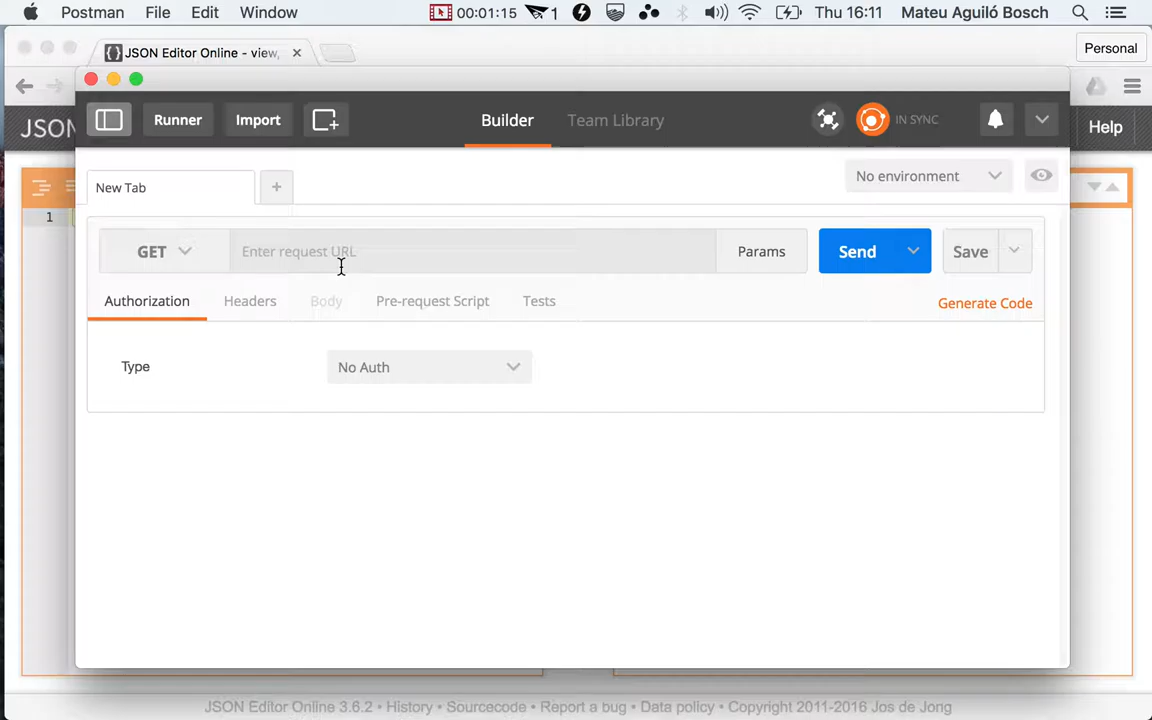 Postman File Edit Window 00:01:15 1 Thu 16:11 Mateu Aguiló Bosch
JSON Editor Online - view, Personal
Runner Import Builder Team Library IN SYNC
JSON Help
New Tab + No environment
1
GET Enter request URL Params Send Save
Authorization Headers Body Pre-request Script Tests Generate Code
Type No Auth
JSON Editor Online 3.6.2 • History • Sourcecode • Report a bug • Data policy • Copyright 2011-2016 Jos de Jong